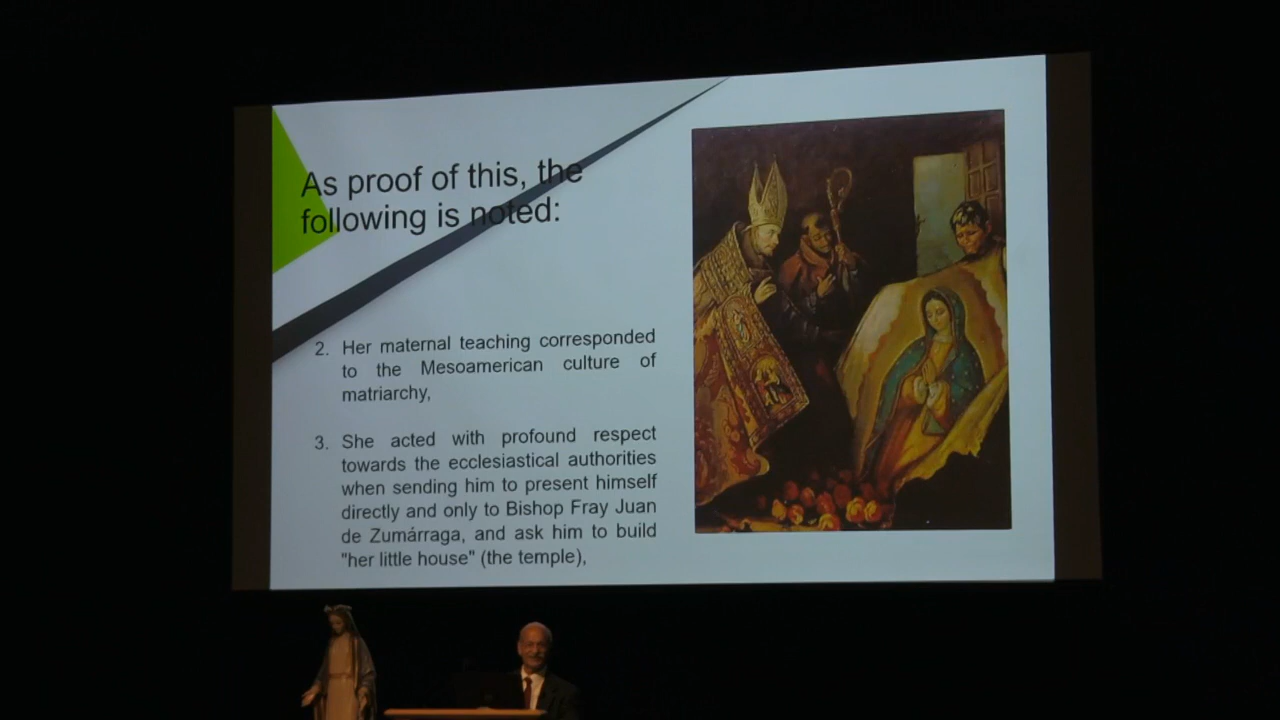 As proof of this, the
following is noted:
2. Her maternal teaching corresponded
to the Mesoamerican culture of
matriarchy,
3. She acted with profound respect
towards the ecclesiastical authorities
when sending him to present himself
directly and only to Bishop Fray Juan
de Zumárraga, and ask him to build
"her little house" (the temple),